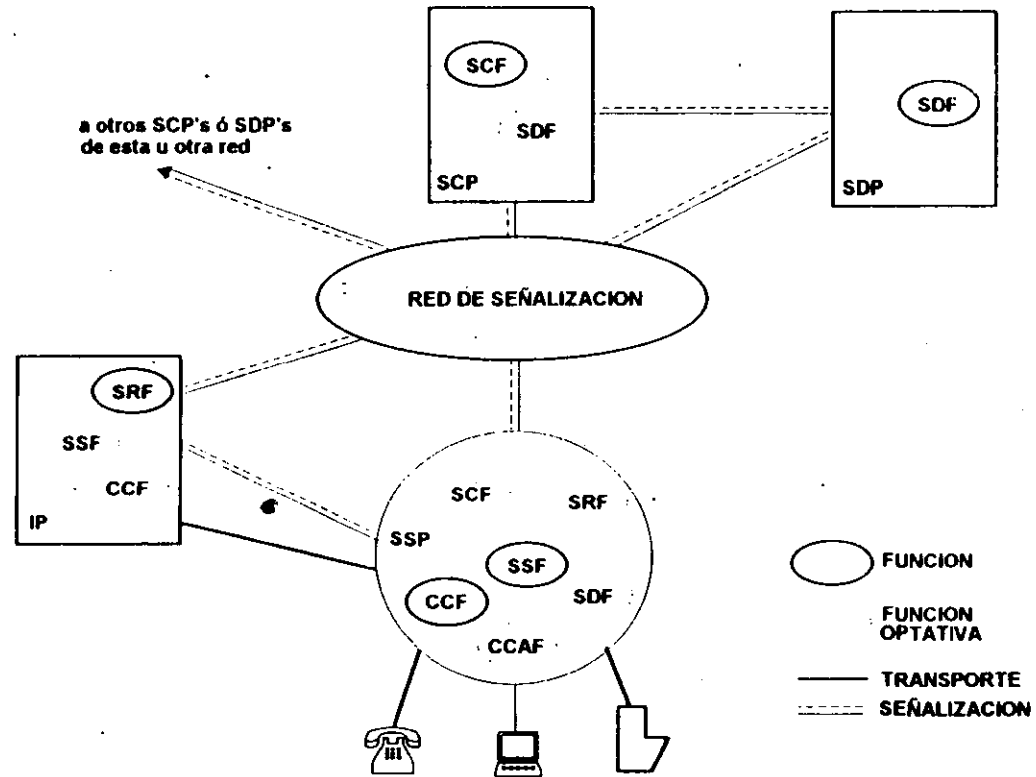 SCF
SDF
SCP
SDF
SDP
a otros SCP's ó SDP's
de esta u otra red
RED DE SEÑALIZACION
SRF
SSF
CCF
IP
SCF
SRF
SSP
SSF
CCF
SDF
CCAF
FUNCION
FUNCION
OPTATIVA
TRANSPORTE
SEÑALIZACION